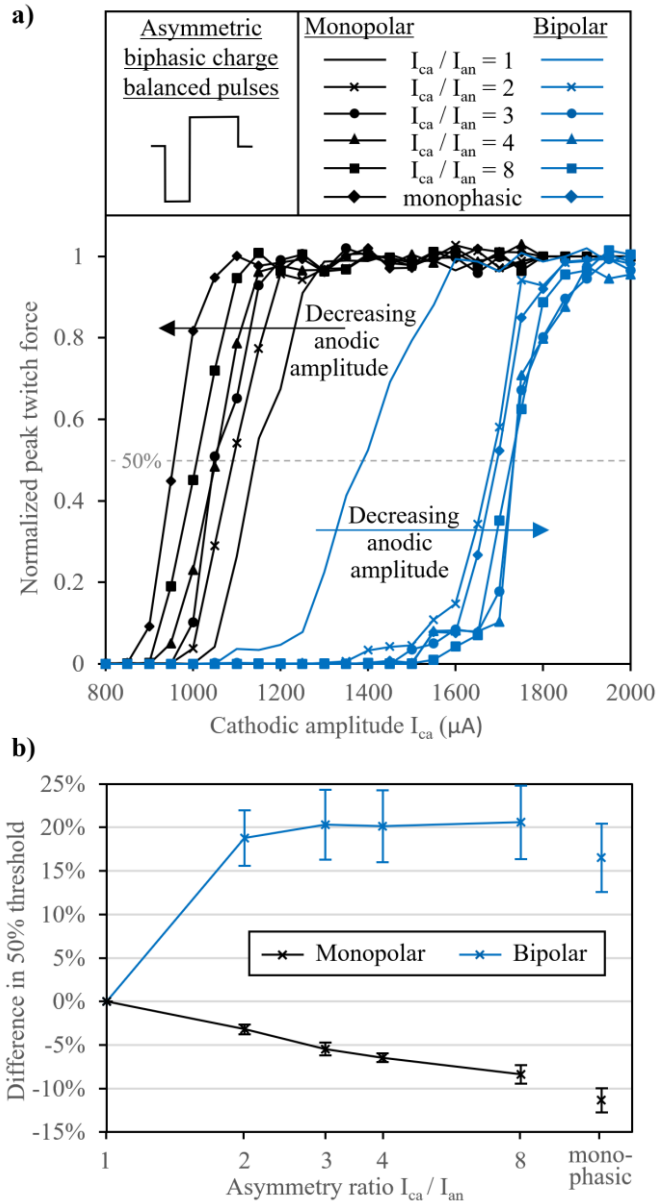 a)
Asymmetric
biphasic charge
balanced pulses
Monopolar Bipolar
I_ca / I_an = 1
I_ca / I_an = 2
I_ca / I_an = 3
I_ca / I_an = 4
I_ca / I_an = 8
monophasic
Normalized peak twitch force
1
0.8
0.6
0.4
0.2
0
50%
Decreasing
anodic
amplitude
Decreasing
anodic
amplitude
800 1000 1200 1400 1600 1800 2000
Cathodic amplitude I_ca (µA)
b)
Difference in 50% threshold
25%
20%
15%
10%
5%
0%
-5%
-10%
-15%
Monopolar Bipolar
1 2 3 4 8 mono-
phasic
Asymmetry ratio I_ca / I_an